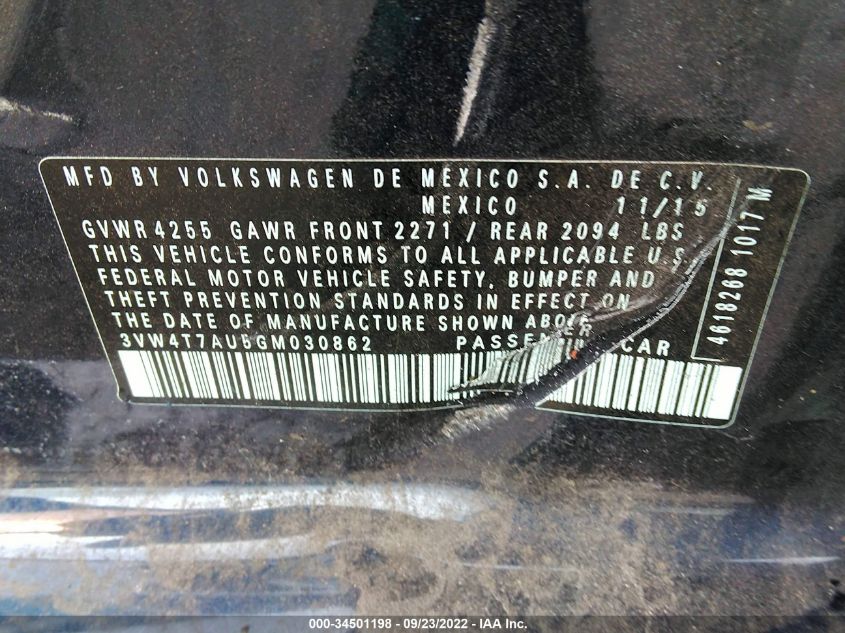 MFD BY VOLKSWAGEN DE MEXICO S.A. DE C.V.
MEXICO 11/15
GVWR 4255 GAWR FRONT 2271 / REAR 2094 LBS
THIS VEHICLE CONFORMS TO ALL APPLICABLE U.S.
FEDERAL MOTOR VEHICLE SAFETY, BUMPER AND
THEFT PREVENTION STANDARDS IN EFFECT ON
THE DATE OF MANUFACTURE SHOWN ABOVE
3VW4T7AU5GM030862 PASSENGER CAR
4618268 1017 M
000-34501198 - 09/23/2022 - IAA Inc.